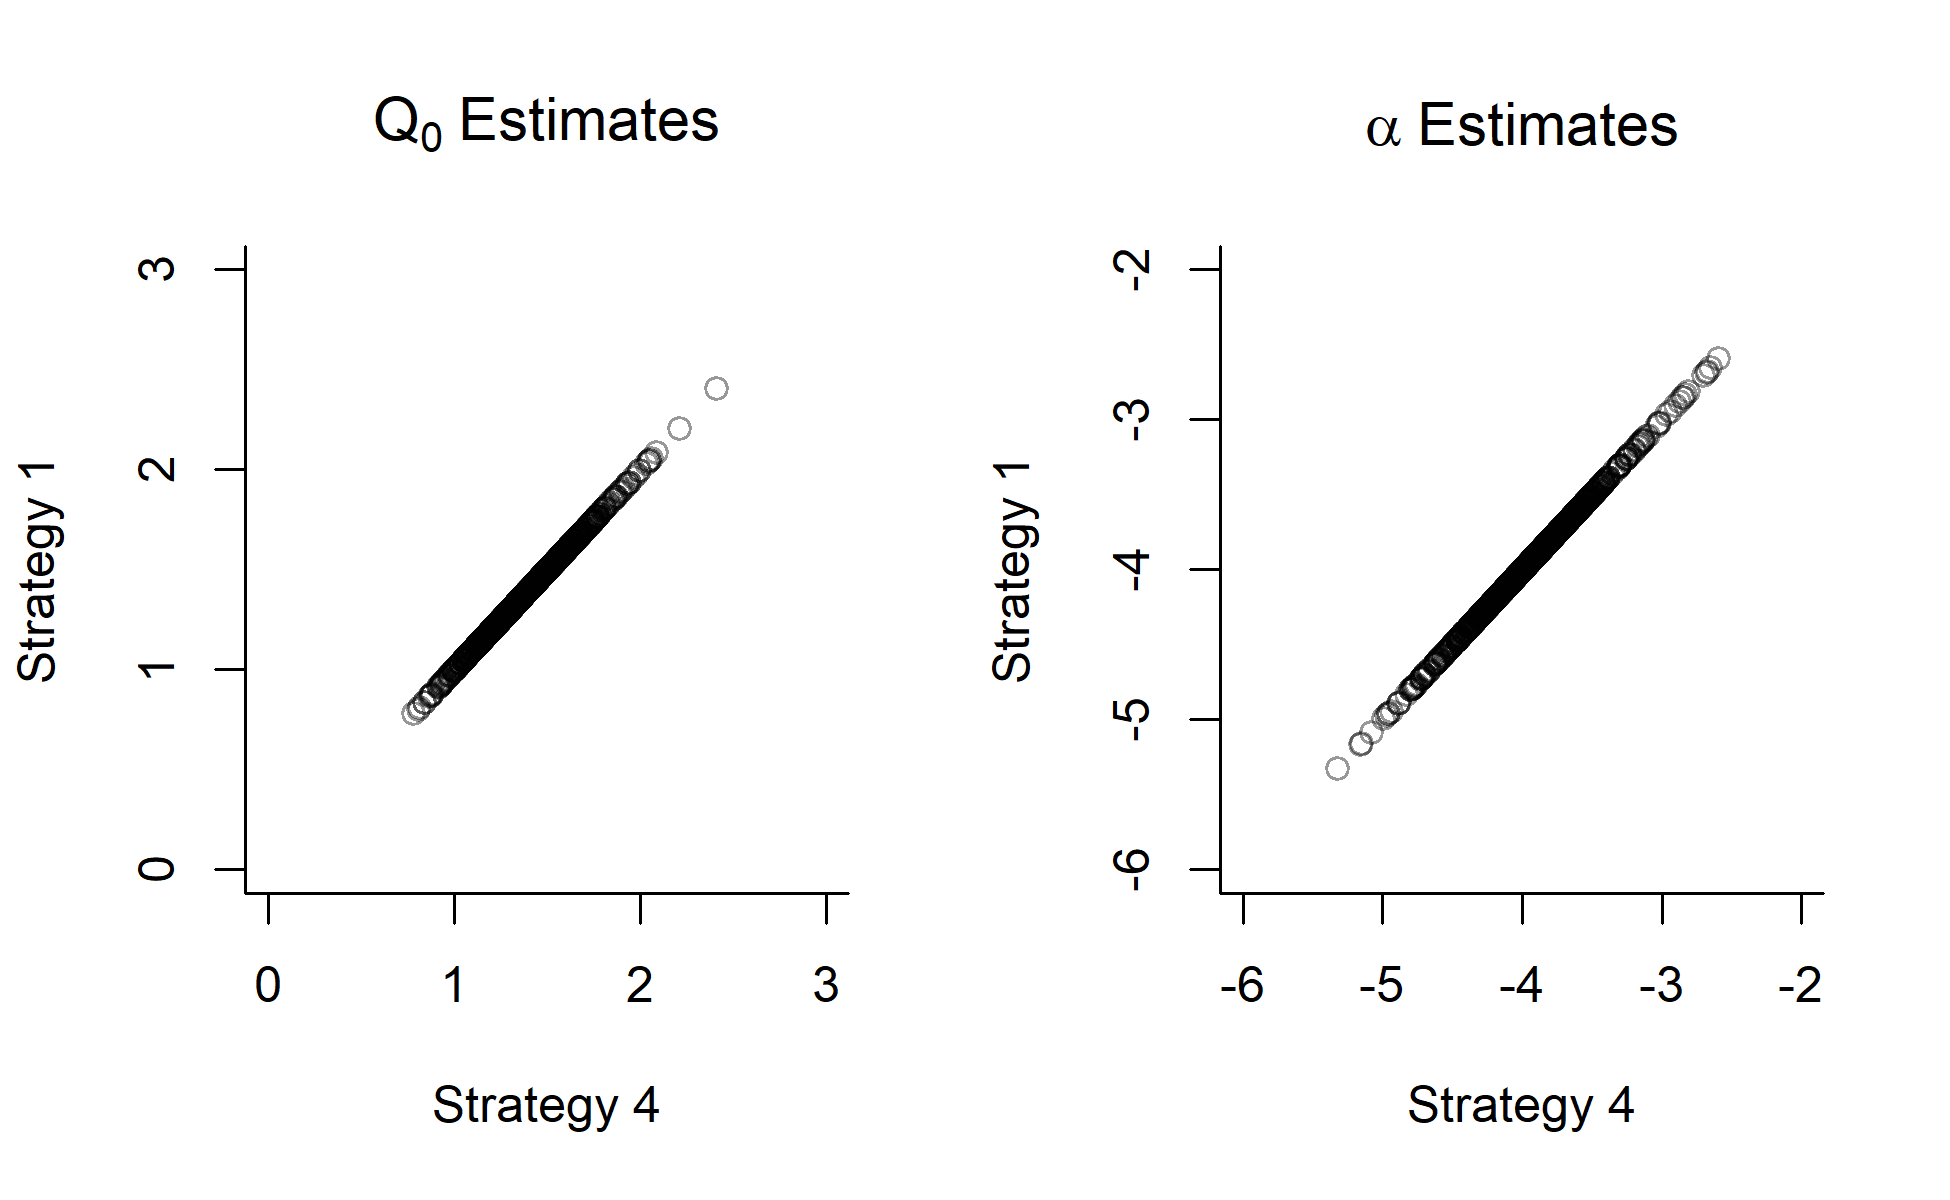 Q₀ Estimates
Strategy 1
3
2
1
0
0 1 2 3
Strategy 4
α Estimates
Strategy 1
-2
-3
-4
-5
-6
-6 -5 -4 -3 -2
Strategy 4